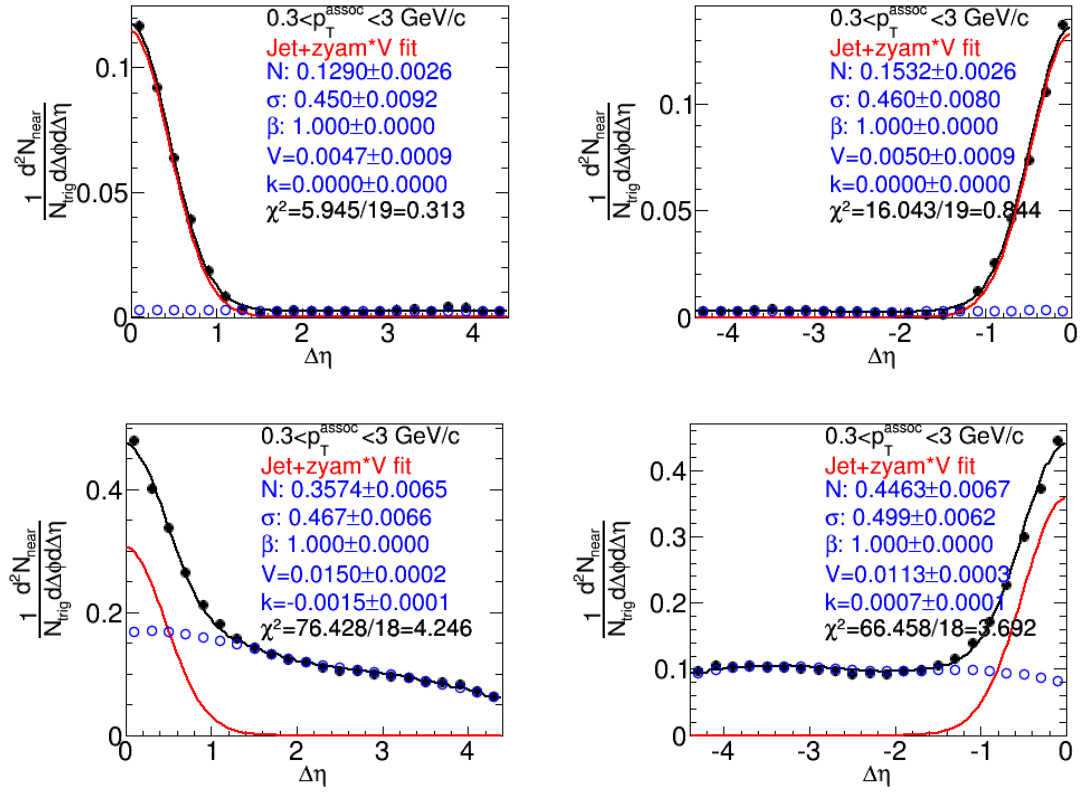 0.3<p_T^assoc <3 GeV/c
Jet+zyam*V fit
N: 0.1290±0.0026
σ: 0.450±0.0092
β: 1.000±0.0000
V=0.0047±0.0009
k=0.0000±0.0000
χ²=5.945/19=0.313
1/N_trig d²N_near/dΔφdΔη
0.1
0.05
0
0 1 2 3 4
Δη
0.3<p_T^assoc <3 GeV/c
Jet+zyam*V fit
N: 0.1532±0.0026
σ: 0.460±0.0080
β: 1.000±0.0000
V=0.0050±0.0009
k=0.0000±0.0000
χ²=16.043/19=0.844
1/N_trig d²N_near/dΔφdΔη
0.1
0.05
0
-4 -3 -2 -1 0
Δη
0.3<p_T^assoc <3 GeV/c
Jet+zyam*V fit
N: 0.3574±0.0065
σ: 0.467±0.0066
β: 1.000±0.0000
V=0.0150±0.0002
k=-0.0015±0.0001
χ²=76.428/18=4.246
1/N_trig d²N_near/dΔφdΔη
0.4
0.2
0
0 1 2 3 4
Δη
0.3<p_T^assoc <3 GeV/c
Jet+zyam*V fit
N: 0.4463±0.0067
σ: 0.499±0.0062
β: 1.000±0.0000
V=0.0113±0.0003
k=0.0007±0.0001
χ²=66.458/18=3.692
1/N_trig d²N_near/dΔφdΔη
0.4
0.3
0.2
0.1
0
-4 -3 -2 -1 0
Δη